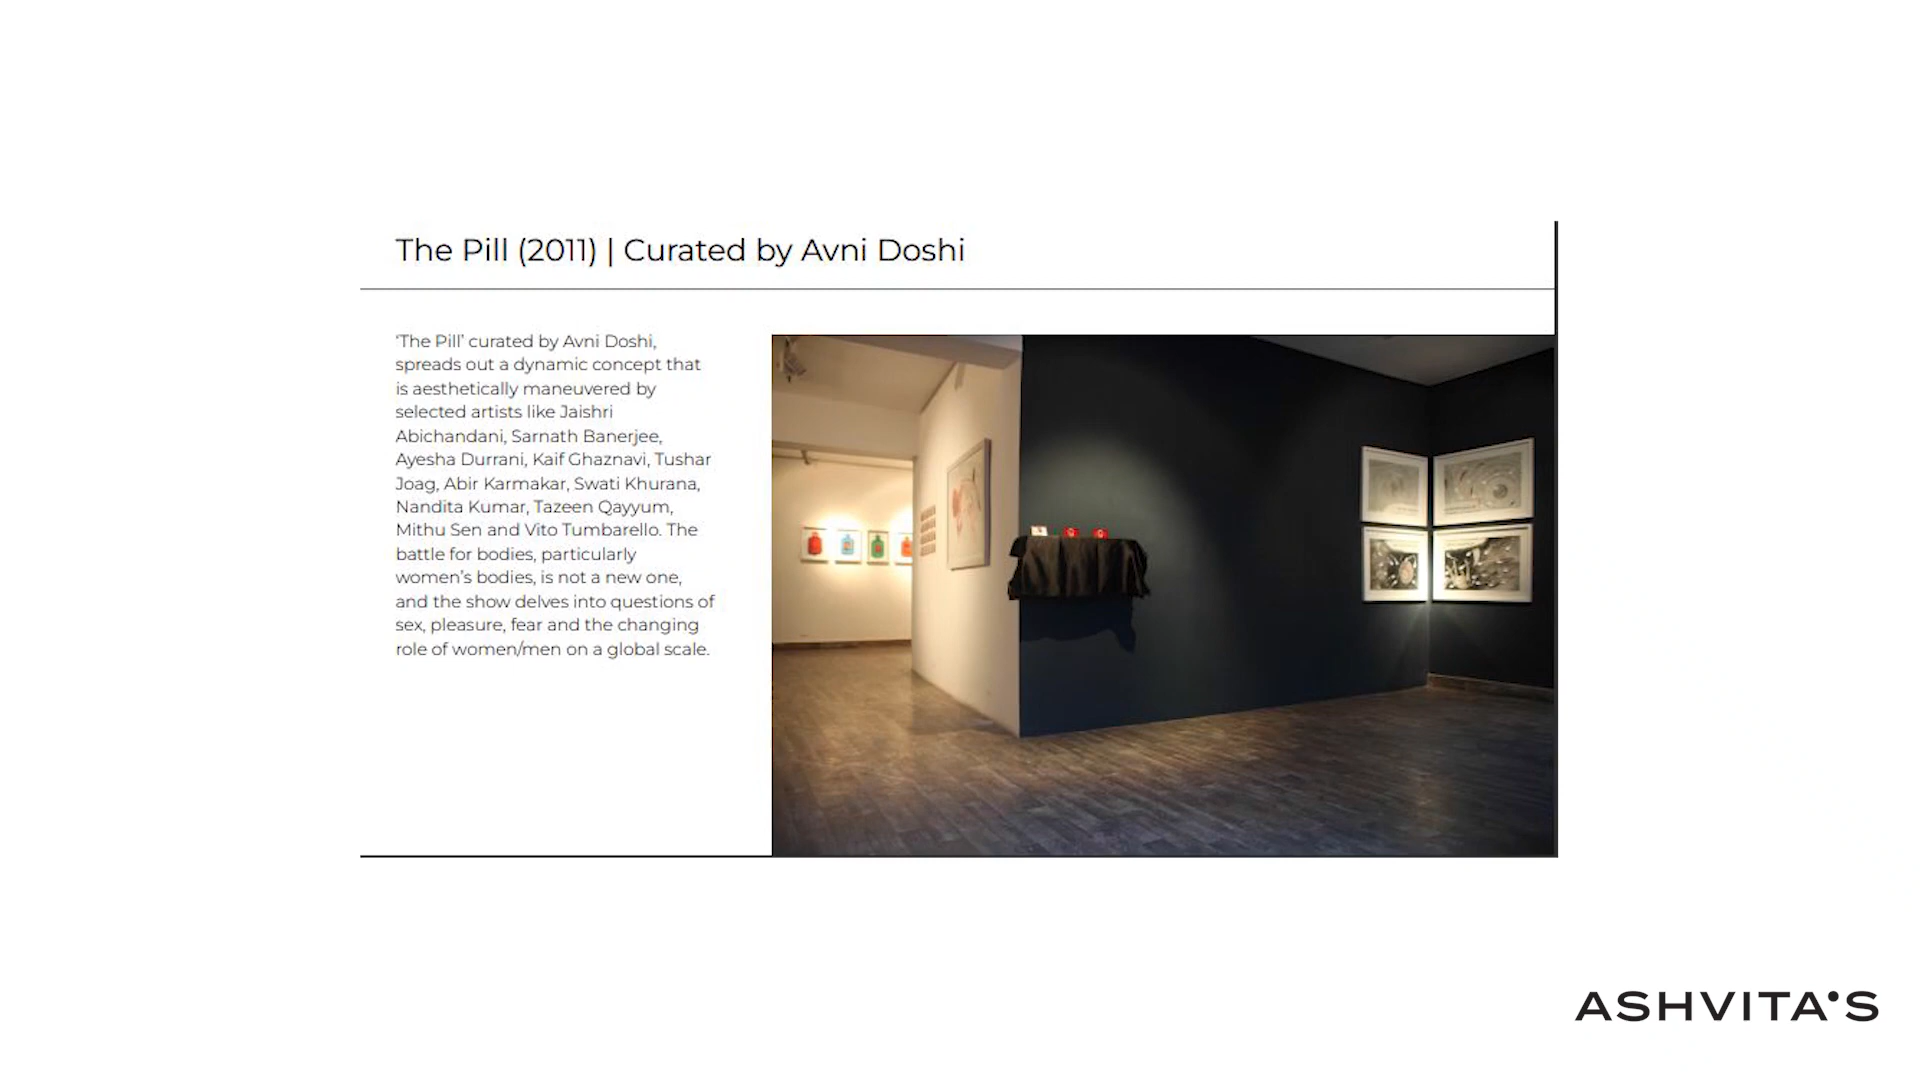 The Pill (2011) | Curated by Avni Doshi
‘The Pill’ curated by Avni Doshi,
spreads out a dynamic concept that
is aesthetically maneuvered by
selected artists like Jaishri
Abichandani, Sarnath Banerjee,
Ayesha Durrani, Kaif Ghaznavi, Tushar
Joag, Abir Karmakar, Swati Khurana,
Nandita Kumar, Tazeen Qayyum,
Mithu Sen and Vito Tumbarello. The
battle for bodies, particularly
women’s bodies, is not a new one,
and the show delves into questions of
sex, pleasure, fear and the changing
role of women/men on a global scale.
ASHVITA'S